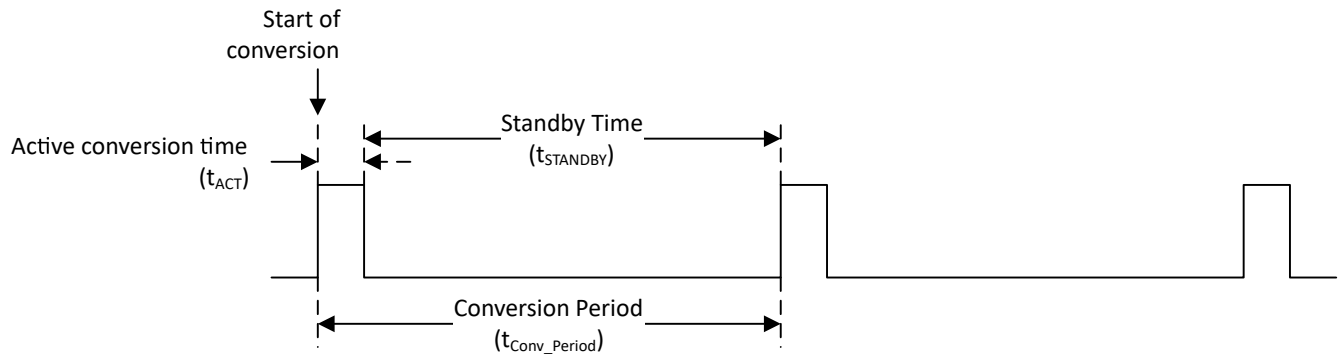 Start of
conversion
Active conversion time
(tACT)
Standby Time
(tSTANDBY)
Conversion Period
(tConv_Period)